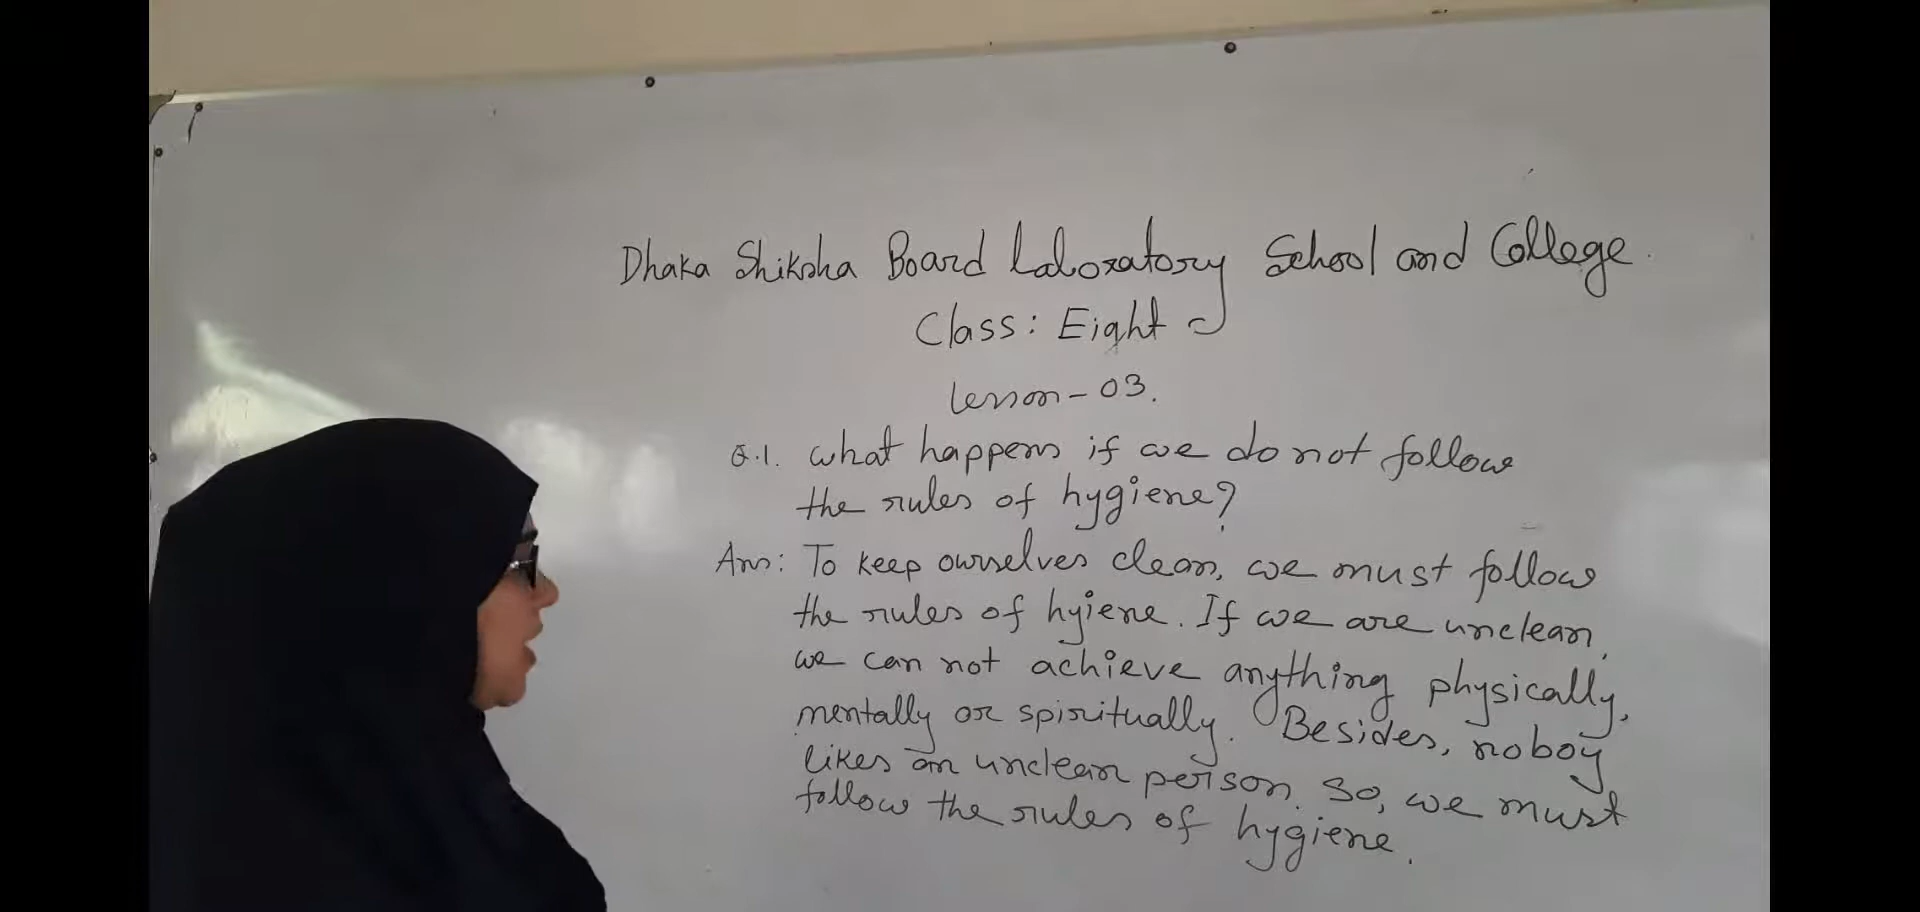 Dhaka Shiksha Board Laboratory School and College.
Class: Eight
Lesson-03.
Q.1. What happens if we do not follow
the rules of hygiene?
Ans: To keep ourselves clean, we must follow
the rules of hyiene. If we are unclean,
we can not achieve anything physically,
mentally or spiritually. Besides, noboy
likes an unclean person. So, we must
follow the rules of hygiene.